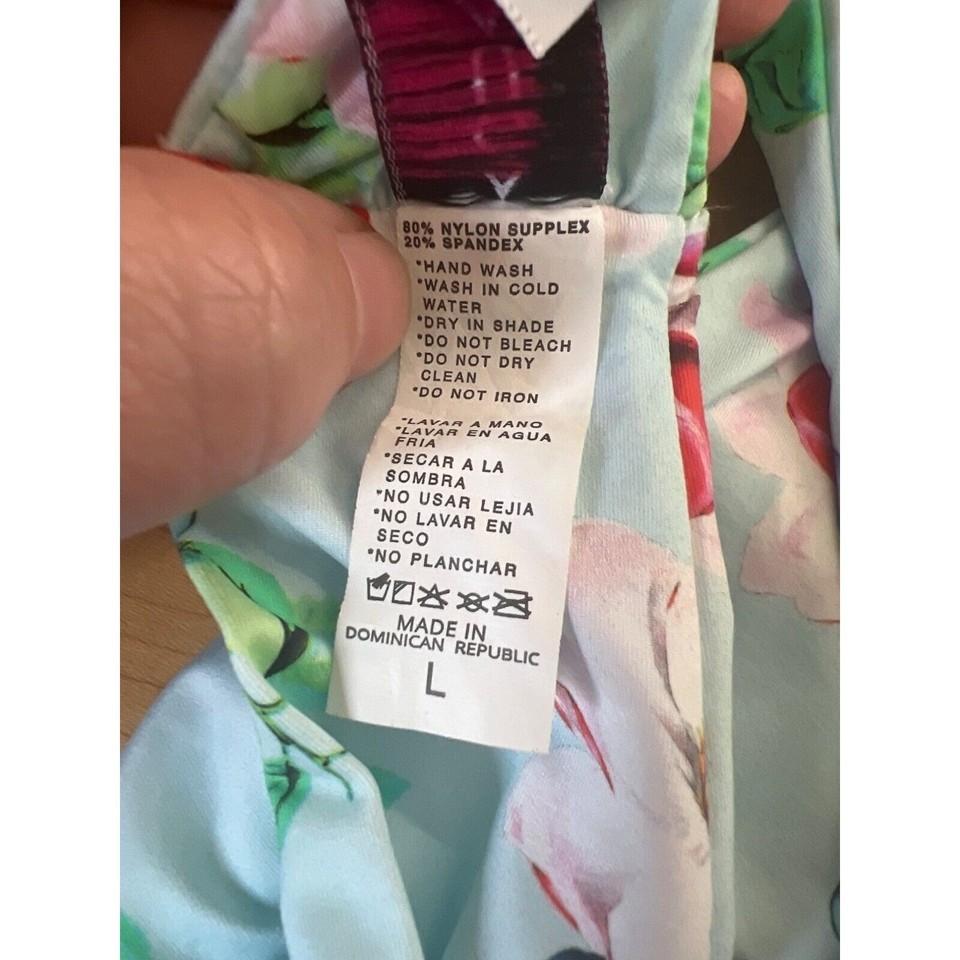 80% NYLON SUPPLEX
20% SPANDEX
*HAND WASH
*WASH IN COLD
WATER
*DRY IN SHADE
*DO NOT BLEACH
*DO NOT DRY
CLEAN
*DO NOT IRON
*LAVAR A MANO
*LAVAR EN AGUA
FRIA
*SECAR A LA
SOMBRA
*NO USAR LEJIA
*NO LAVAR EN
SECO
*NO PLANCHAR
MADE IN
DOMINICAN REPUBLIC
L